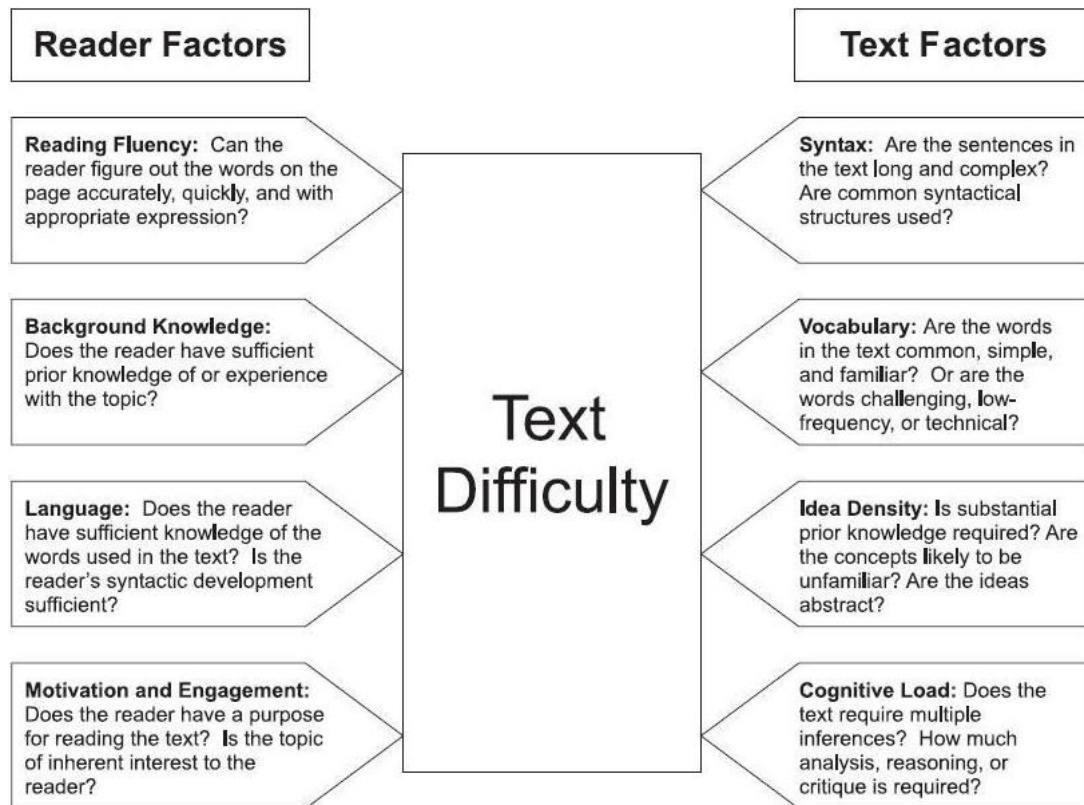 Reader Factors
Reading Fluency: Can the
reader figure out the words on the
page accurately, quickly, and with
appropriate expression?
Background Knowledge:
Does the reader have sufficient
prior knowledge of or experience
with the topic?
Language: Does the reader
have sufficient knowledge of the
words used in the text? Is the
reader's syntactic development
sufficient?
Motivation and Engagement:
Does the reader have a purpose
for reading the text? Is the topic
of inherent interest to the
reader?
Text
Difficulty
Text Factors
Syntax: Are the sentences in
the text long and complex?
Are common syntactical
structures used?
Vocabulary: Are the words
in the text common, simple,
and familiar? Or are the
words challenging, low-
frequency, or technical?
Idea Density: Is substantial
prior knowledge required? Are
the concepts likely to be
unfamiliar? Are the ideas
abstract?
Cognitive Load: Does the
text require multiple
inferences? How much
analysis, reasoning, or
critique is required?